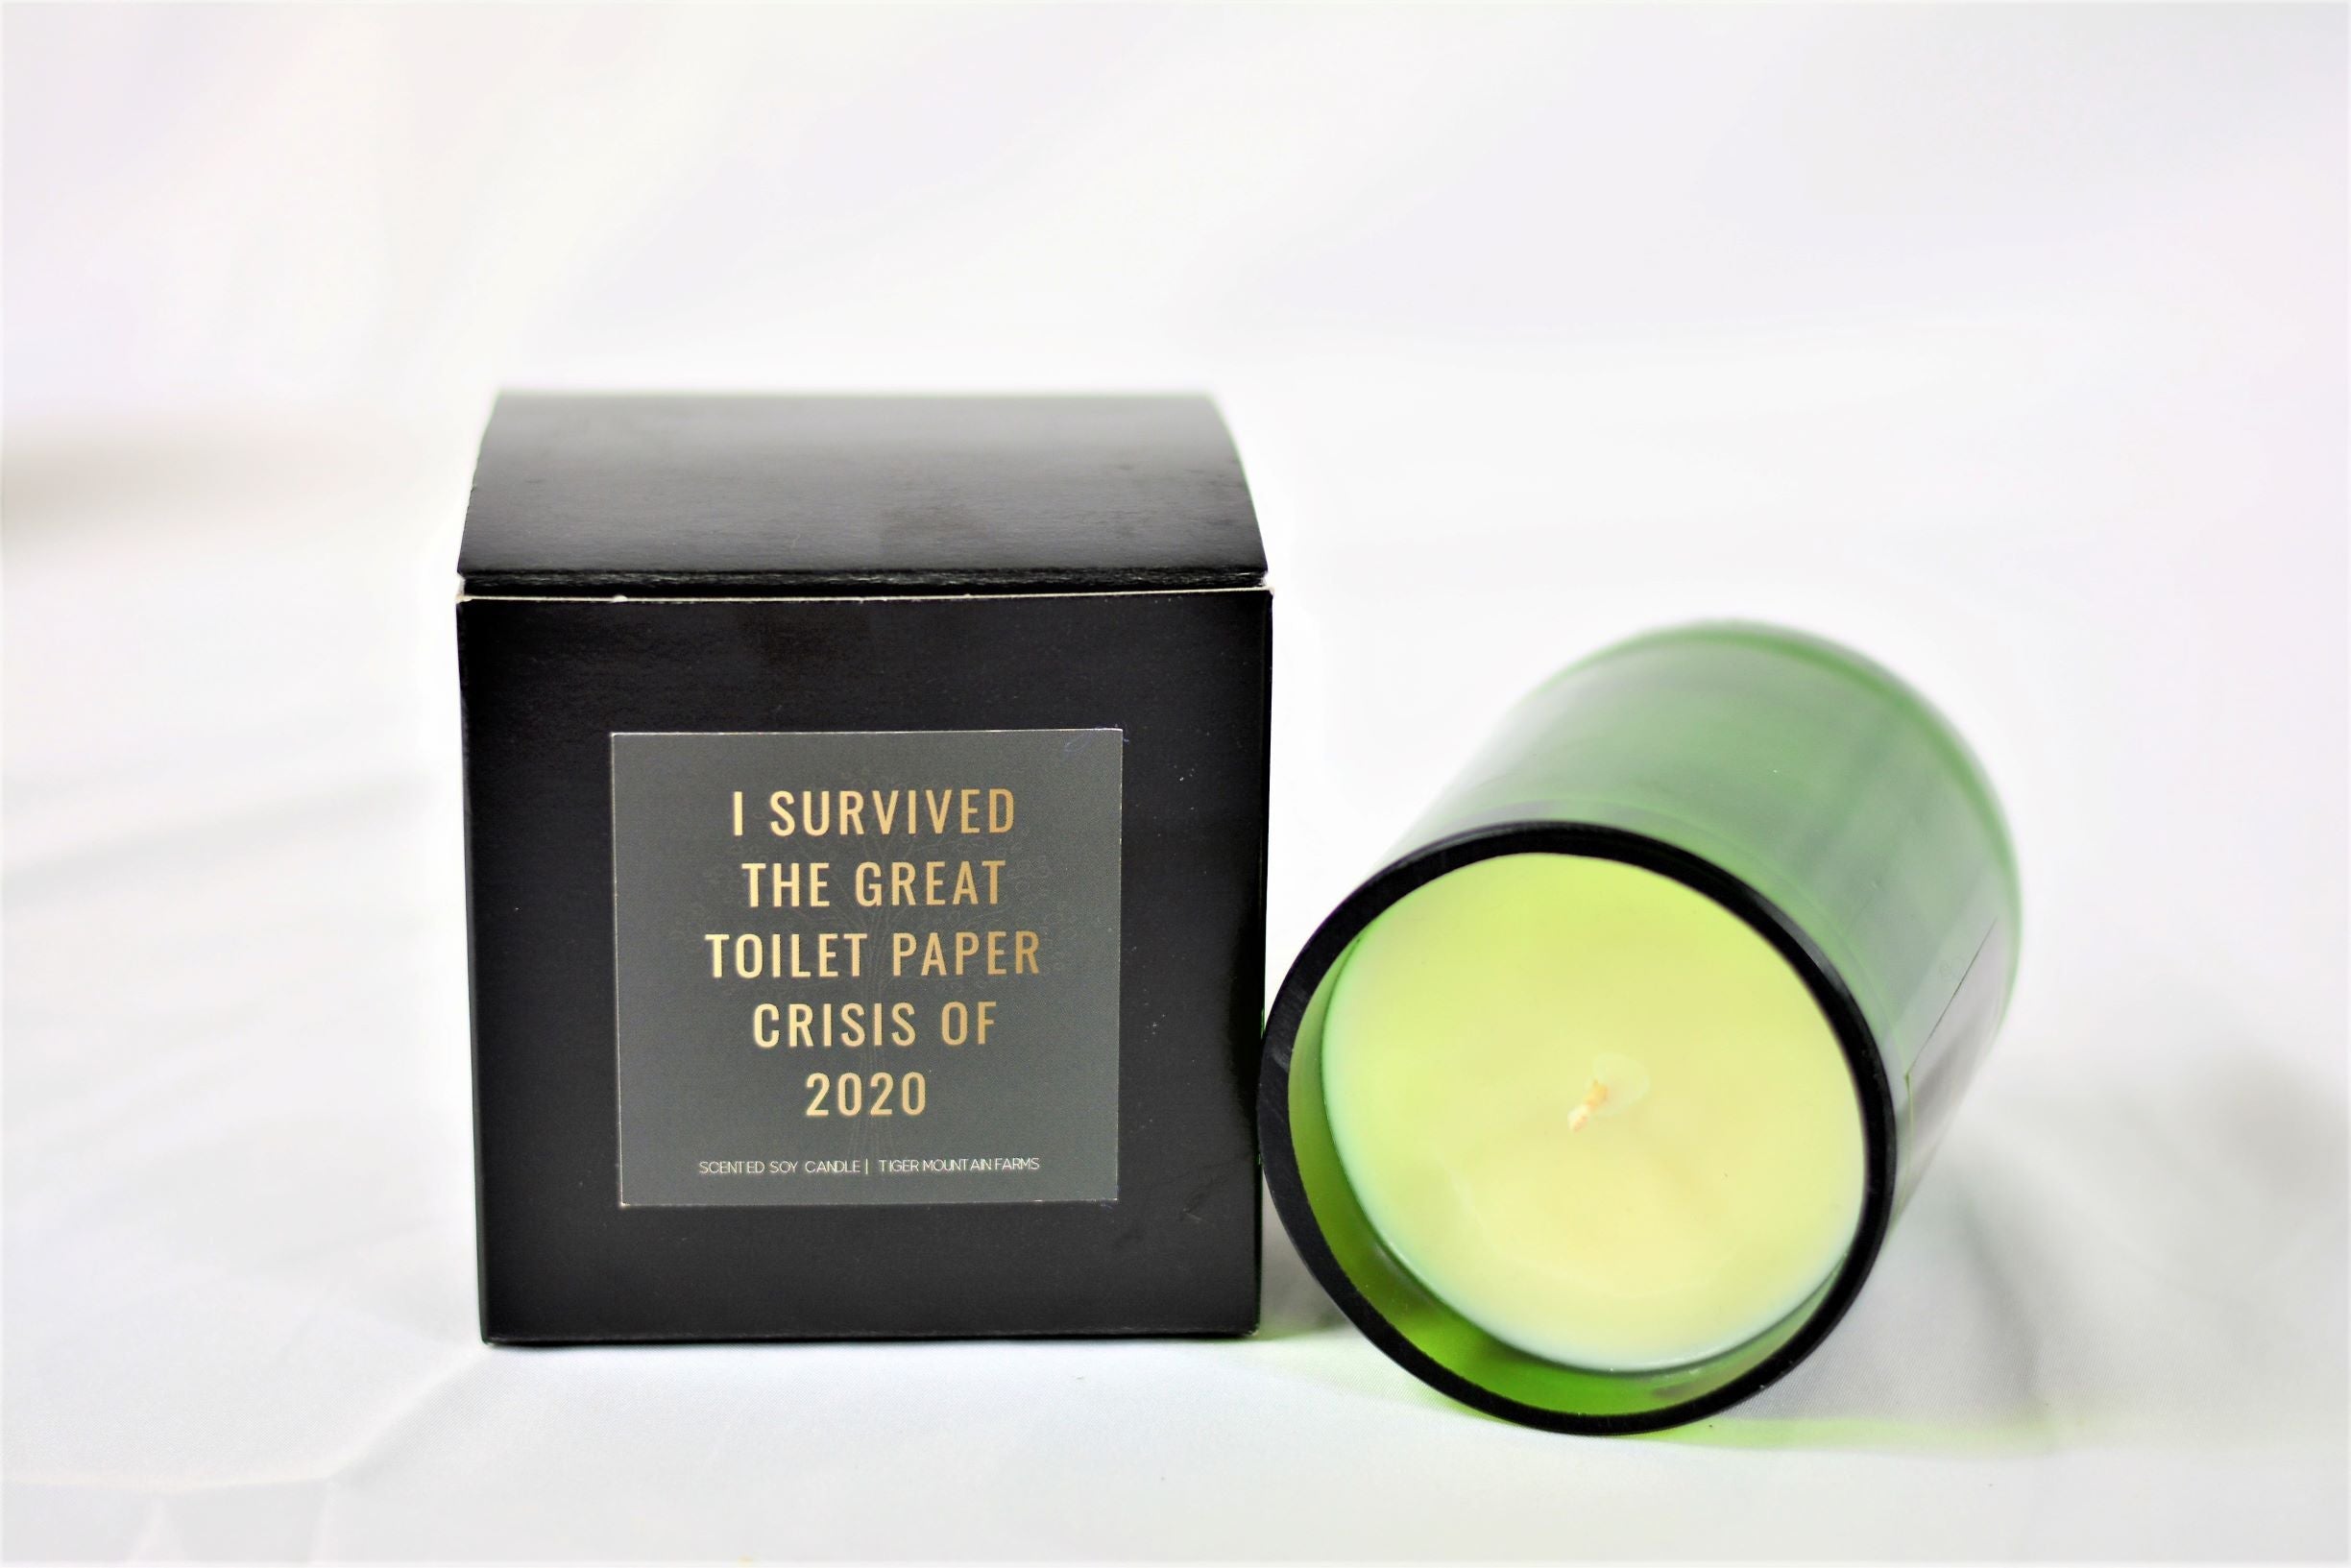 I SURVIVED
THE GREAT
TOILET PAPER
CRISIS OF
2020
SCENTED SOY CANDLE | TIGER MOUNTAIN FARMS